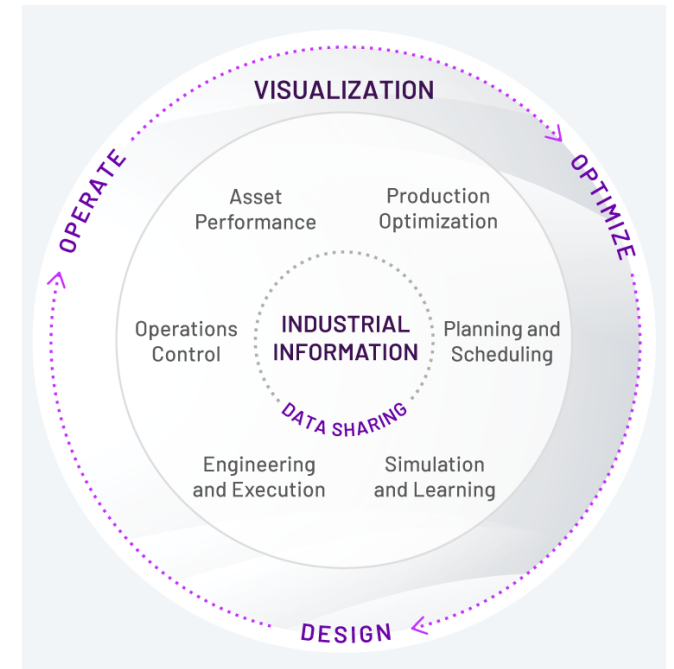 VISUALIZATION
OPERATE
OPTIMIZE
Asset
Performance
Production
Optimization
Operations
Control
INDUSTRIAL
INFORMATION
Planning and
Scheduling
DATA SHARING
Engineering
and Execution
Simulation
and Learning
DESIGN